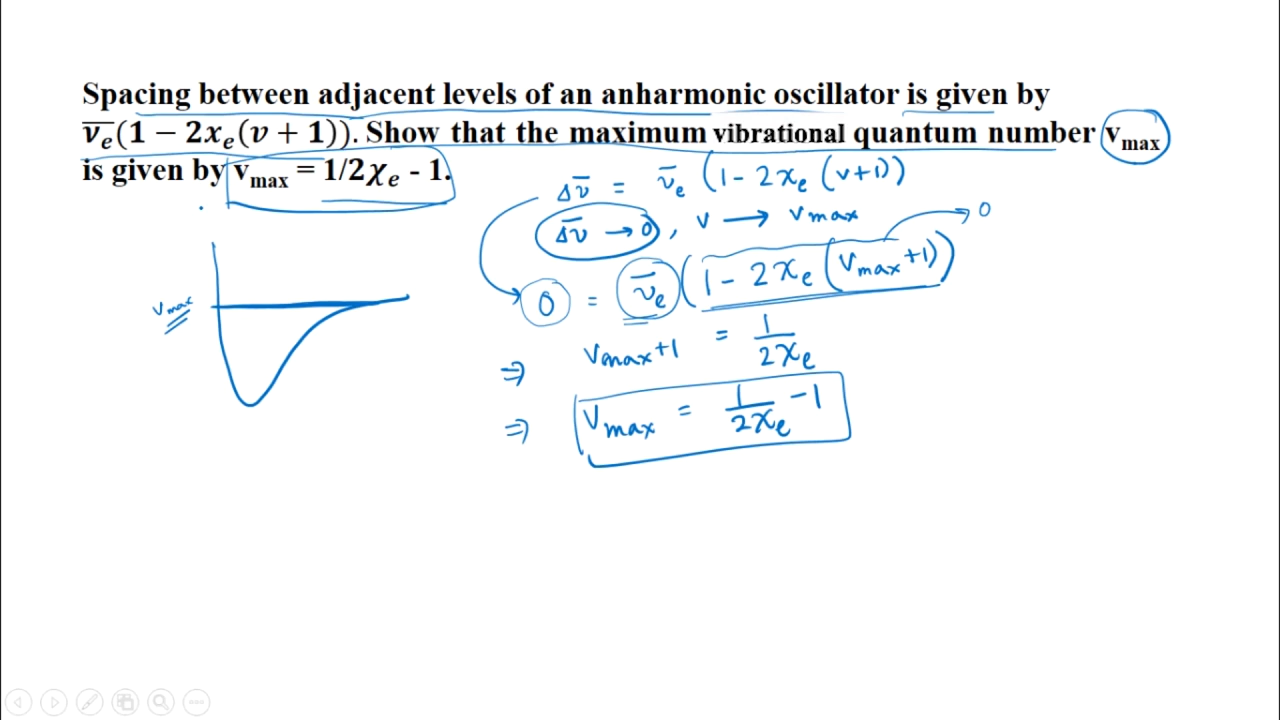 Spacing between adjacent levels of an anharmonic oscillator is given by
ν̅ₑ(1 − 2xₑ(v + 1)). Show that the maximum vibrational quantum number vₘₐₓ
is given by vₘₐₓ = 1/2χₑ - 1.
Δν̅ = ν̅ₑ (1 - 2xₑ (v+1))
Δν̅ → 0, v → vmax
→ 0
0 = ν̅ₑ (1 - 2xₑ (vmax+1))
vmax
⇒ vmax+1 = 1/2xₑ
⇒ vmax = 1/2xₑ - 1